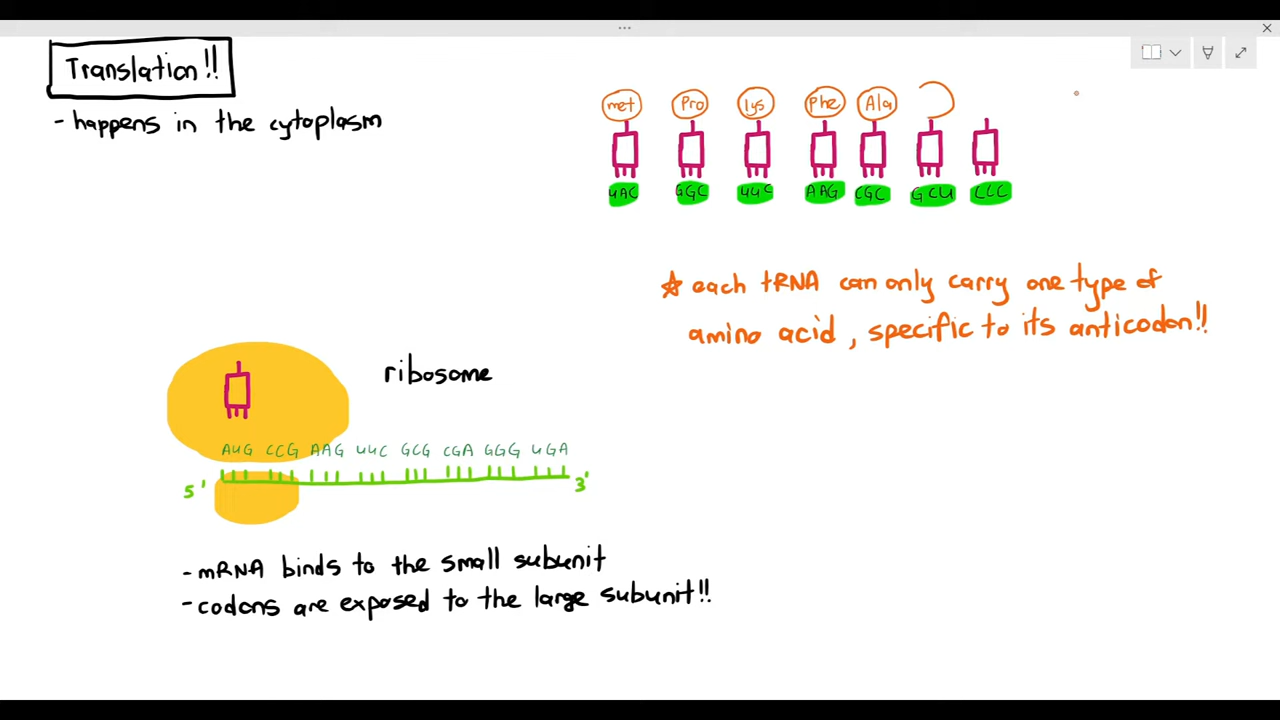 Translation!!
- happens in the cytoplasm
met Pro lys Phe Ala
UAC GGC UUC AAG CGC GCU CCC
☆ each tRNA can only carry one type of
amino acid, specific to its anticodon!!
ribosome
AUG CCG AAG UUC GCG CGA GGG UGA
5' 3'
- mRNA binds to the small subunit
- codons are exposed to the large subunit!!